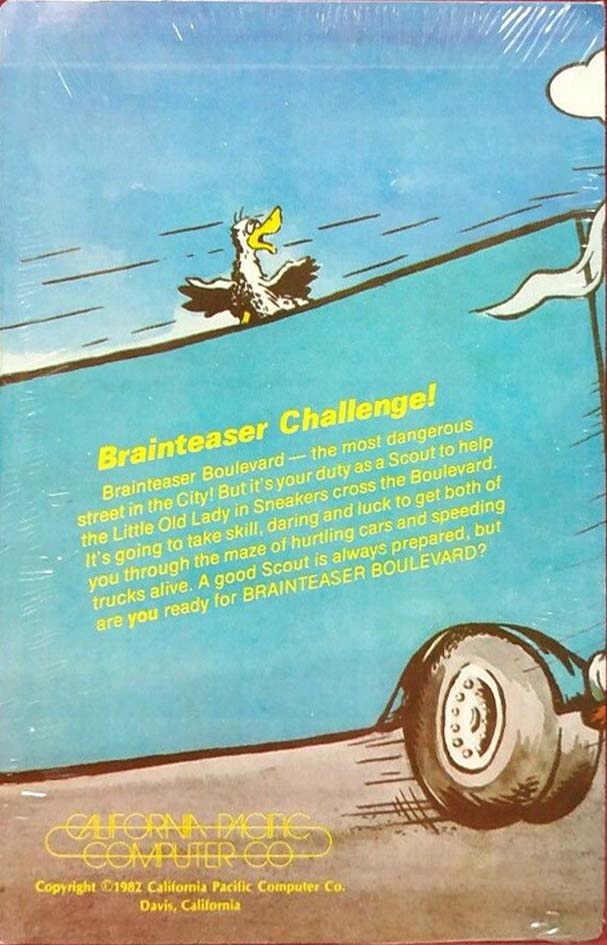 Brainteaser Challenge!
Brainteaser Boulevard — the most dangerous
street in the City! But it's your duty as a Scout to help
the Little Old Lady in Sneakers cross the Boulevard.
It's going to take skill, daring and luck to get both of
you through the maze of hurtling cars and speeding
trucks alive. A good Scout is always prepared, but
are you ready for BRAINTEASER BOULEVARD?
CALIFORNIA PACIFIC
COMPUTER CO
Copyright ©1982 California Pacific Computer Co.
Davis, California